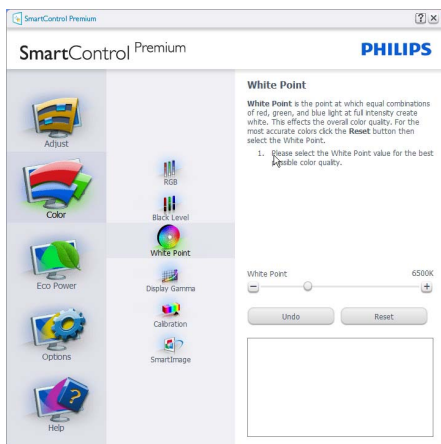 SmartControl Premium
SmartControl Premium
PHILIPS
Adjust
Color
Eco Power
Options
Help
RGB
Black Level
White Point
Display Gamma
Calibration
SmartImage
White Point
White Point is the point at which equal combinations
of red, green, and blue light at full intensity create
white. This effects the overall color quality. For the
most accurate colors click the Reset button then
select the White Point.
1. Please select the White Point value for the best
possible color quality.
White Point 6500K
Undo Reset